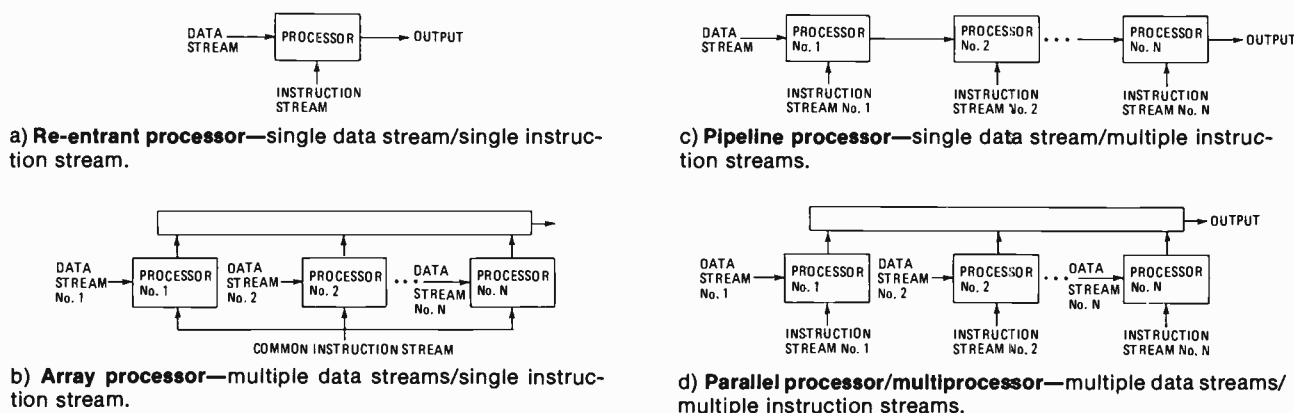 DATA
STREAM
PROCESSOR
OUTPUT
INSTRUCTION
STREAM
a) Re-entrant processor—single data stream/single instruc-
tion stream.
DATA
STREAM
No. 1
PROCESSOR
No. 1
DATA
STREAM
No. 2
PROCESSOR
No. 2
... DATA
STREAM
No. N
PROCESSOR
No. N
COMMON INSTRUCTION STREAM
b) Array processor—multiple data streams/single instruc-
tion stream.
DATA
STREAM
PROCESSOR
No. 1
PROCESSOR
No. 2
...
PROCESSOR
No. N
OUTPUT
INSTRUCTION
STREAM No. 1
INSTRUCTION
STREAM No. 2
INSTRUCTION
STREAM No. N
c) Pipeline processor—single data stream/multiple instruc-
tion streams.
OUTPUT
DATA
STREAM
No. 1
PROCESSOR
No. 1
DATA
STREAM
No. 2
PROCESSOR
No. 2
... DATA
STREAM
No. N
PROCESSOR
No. N
INSTRUCTION
STREAM No. 1
INSTRUCTION
STREAM No. 2
INSTRUCTION
STREAM No. N
d) Parallel processor/multiprocessor—multiple data streams/
multiple instruction streams.